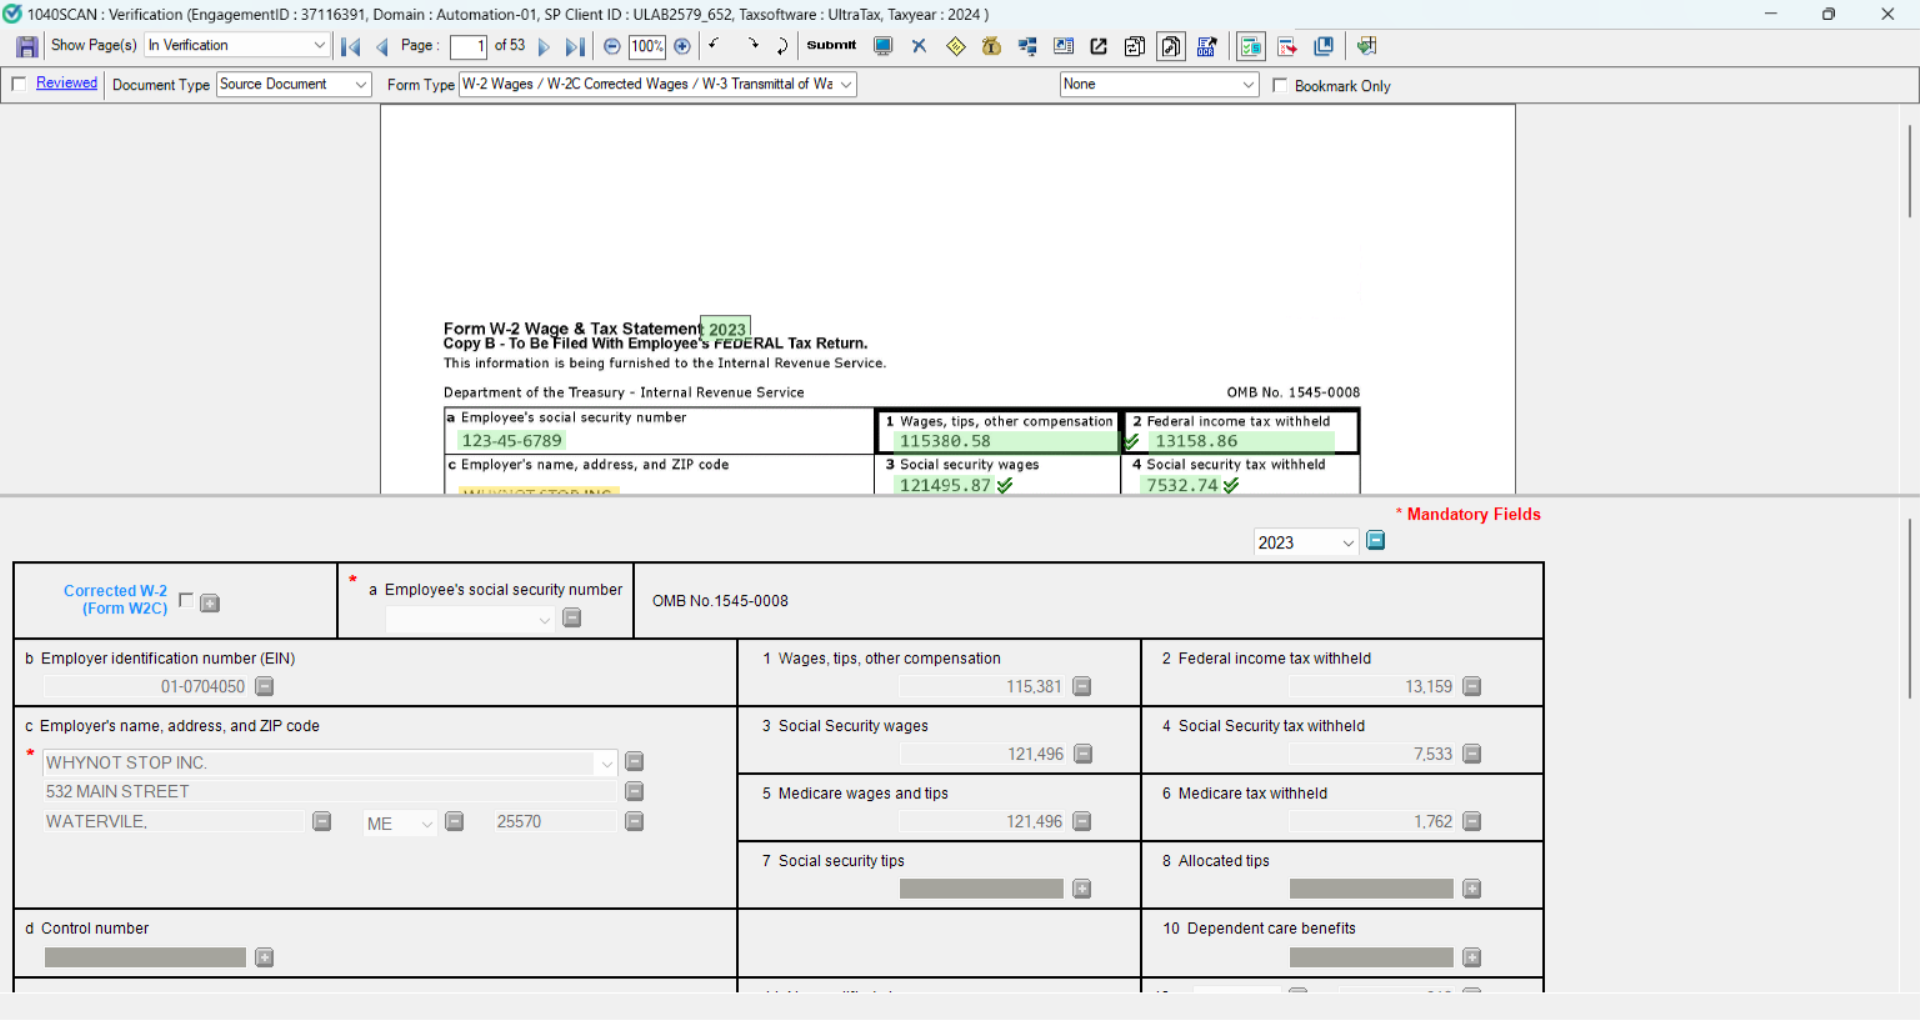 1040SCAN : Verification (EngagementID : 37116391, Domain : Automation-01, SP Client ID : ULAB2579_652, Taxsoftware : UltraTax, Taxyear : 2024 )
Show Page(s) In Verification Page : 1 of 53 100% Submit
Reviewed Document Type Source Document Form Type W-2 Wages / W-2C Corrected Wages / W-3 Transmittal of Wa None Bookmark Only
Form W-2 Wage & Tax Statement 2023
Copy B - To Be Filed With Employee's FEDERAL Tax Return.
This information is being furnished to the Internal Revenue Service.
Department of the Treasury - Internal Revenue Service OMB No. 1545-0008
a Employee's social security number 1 Wages, tips, other compensation 2 Federal income tax withheld
123-45-6789 115380.58 13158.86
c Employer's name, address, and ZIP code 3 Social security wages 4 Social security tax withheld
WHYNOT STOP INC. 121495.87 7532.74
* Mandatory Fields
2023
Corrected W-2
(Form W2C)
* a Employee's social security number
OMB No.1545-0008
b Employer identification number (EIN) 1 Wages, tips, other compensation 2 Federal income tax withheld
01-0704050 115,381 13,159
c Employer's name, address, and ZIP code 3 Social Security wages 4 Social Security tax withheld
* WHYNOT STOP INC. 121,496 7,533
532 MAIN STREET 5 Medicare wages and tips 6 Medicare tax withheld
WATERVILE, ME 25570 121,496 1,762
7 Social security tips 8 Allocated tips
d Control number 10 Dependent care benefits